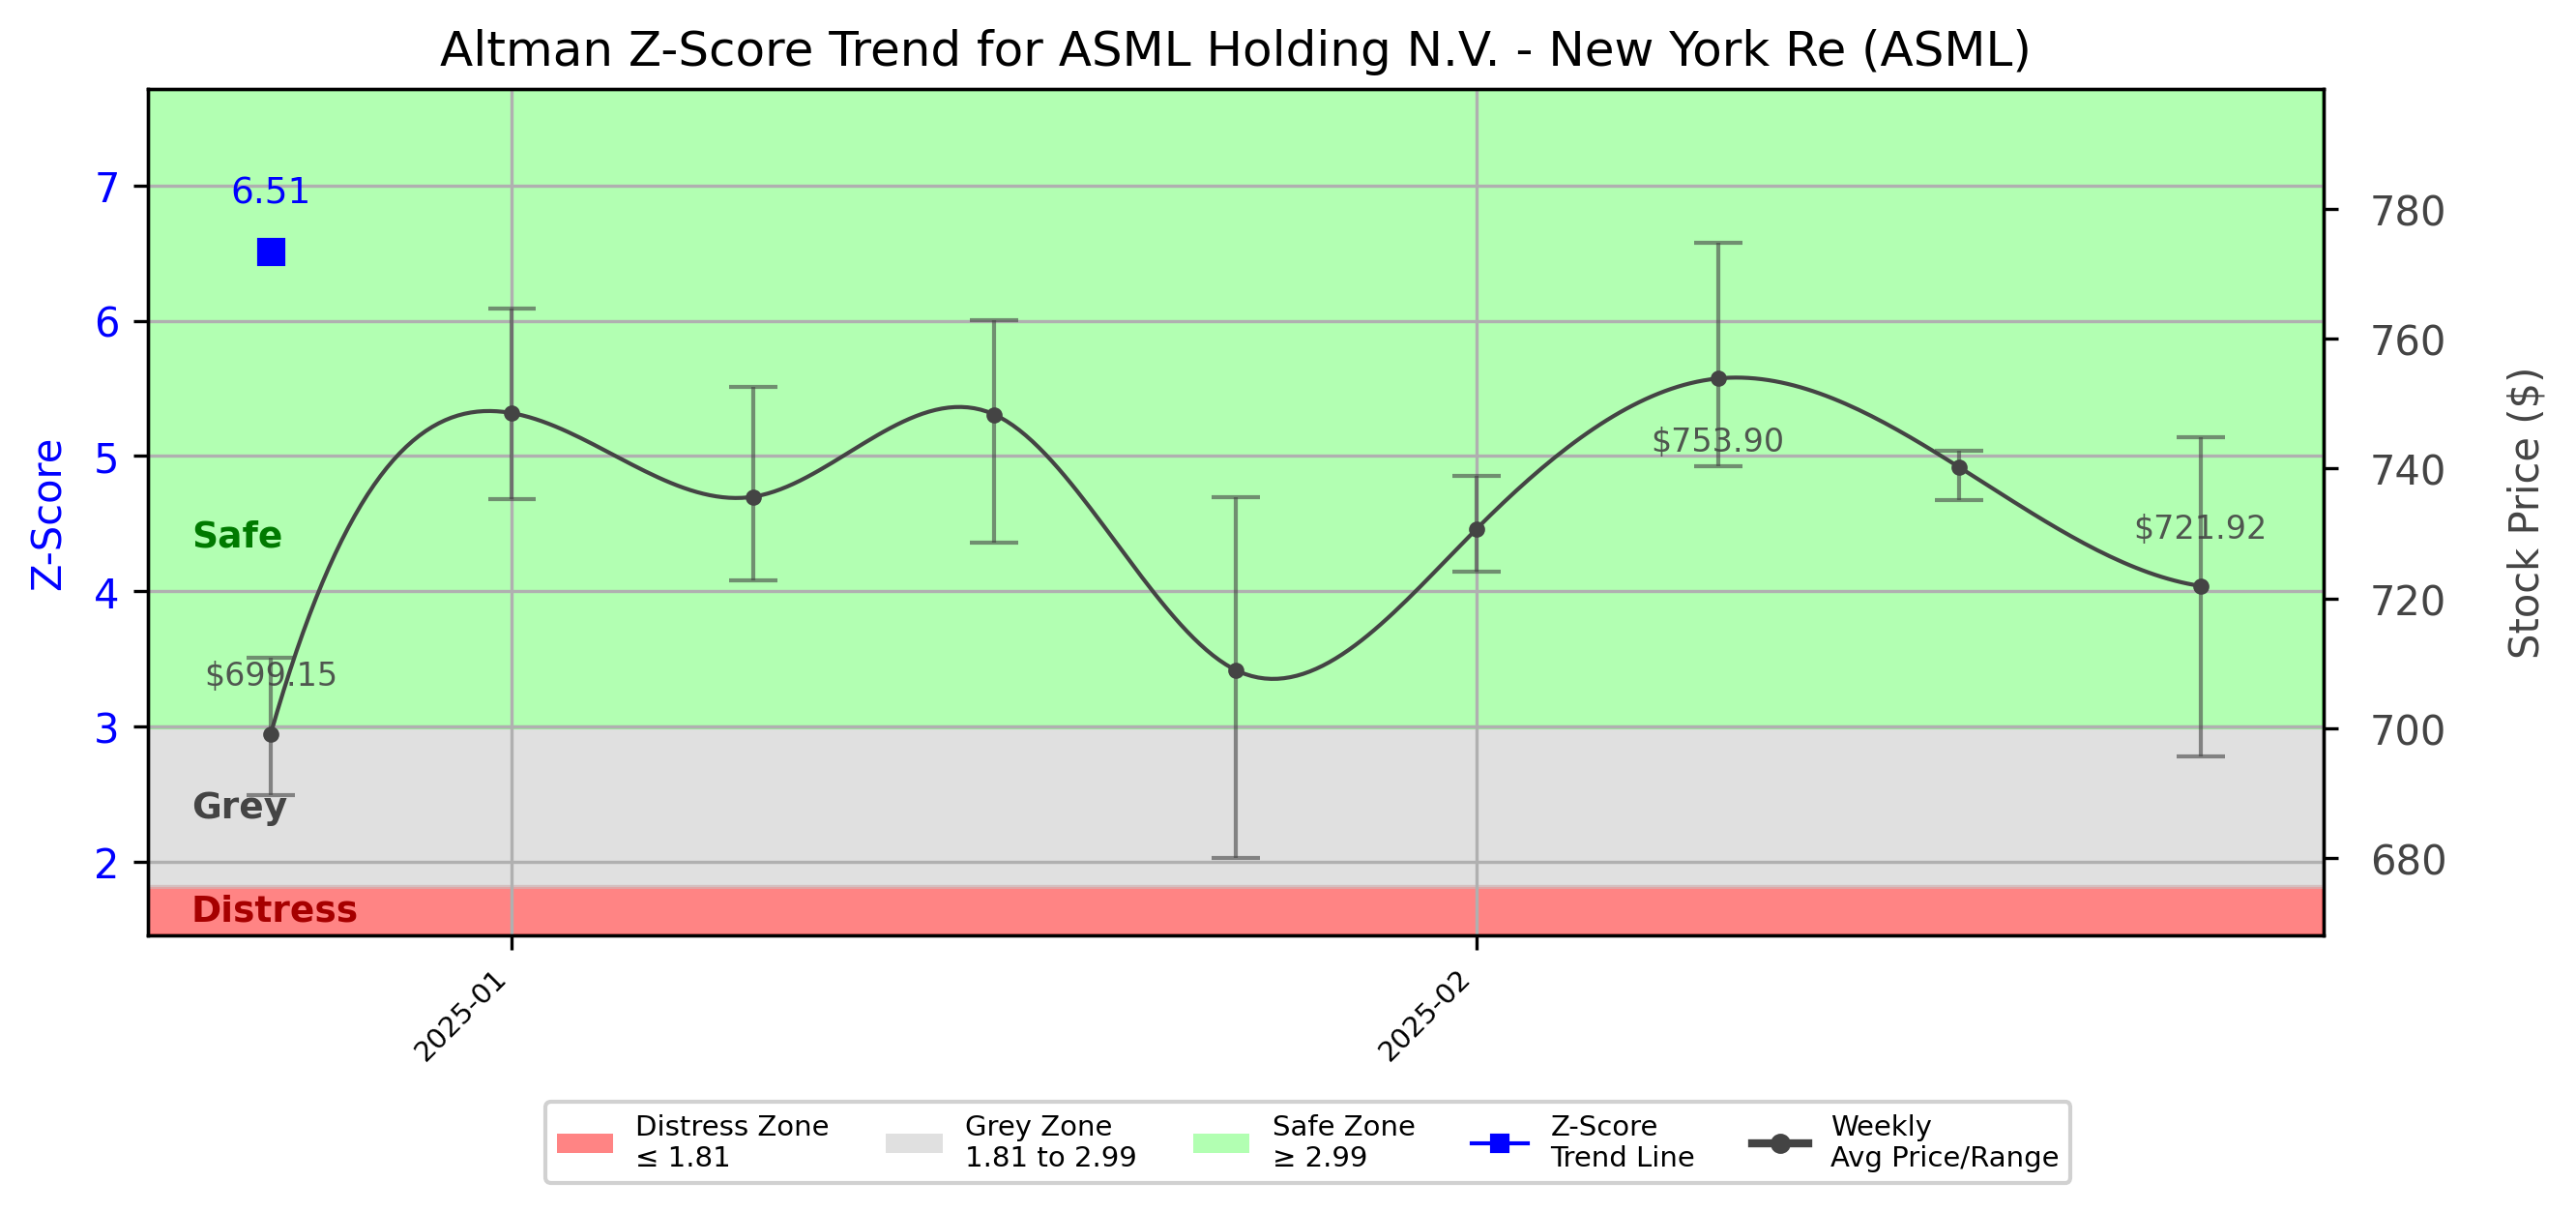 Altman Z-Score Trend for ASML Holding N.V. - New York Re (ASML)
Z-Score
7
6
5
4
3
2
6.51
Safe
Grey
Distress
$699.15
$753.90
$721.92
780
760
740
720
700
680
Stock Price ($)
2025-01
2025-02
Distress Zone
≤ 1.81
Grey Zone
1.81 to 2.99
Safe Zone
≥ 2.99
Z-Score
Trend Line
Weekly
Avg Price/Range